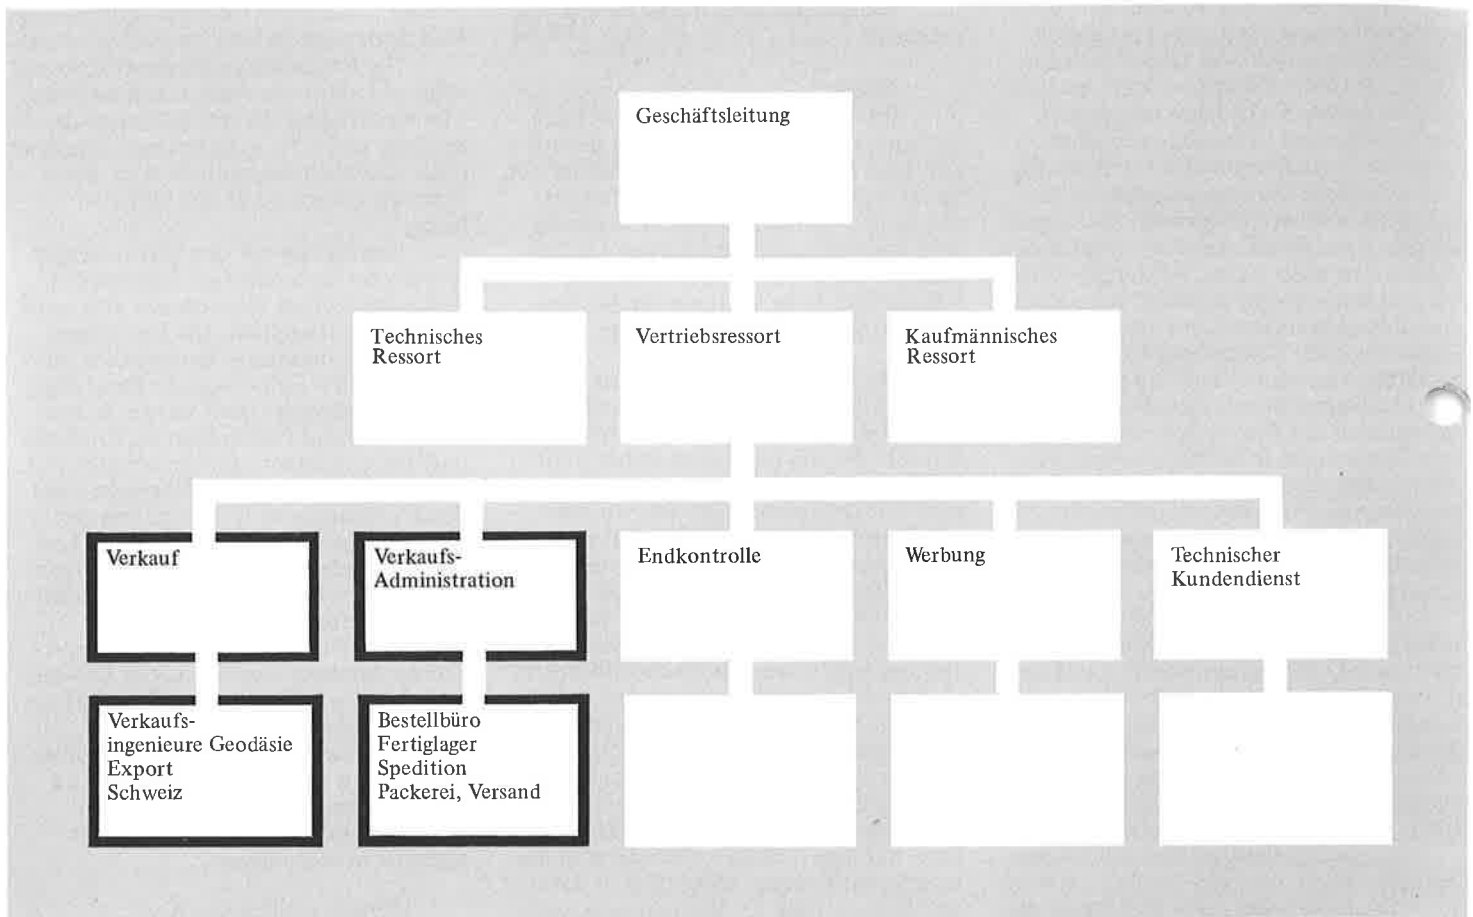 Geschäftsleitung
Technisches
Ressort
Vertriebsressort
Kaufmännisches
Ressort
Verkauf
Verkaufs-
Administration
Endkontrolle
Werbung
Technischer
Kundendienst
Verkaufs-
ingenieure Geodäsie
Export
Schweiz
Bestellbüro
Fertiglager
Spedition
Packerei, Versand